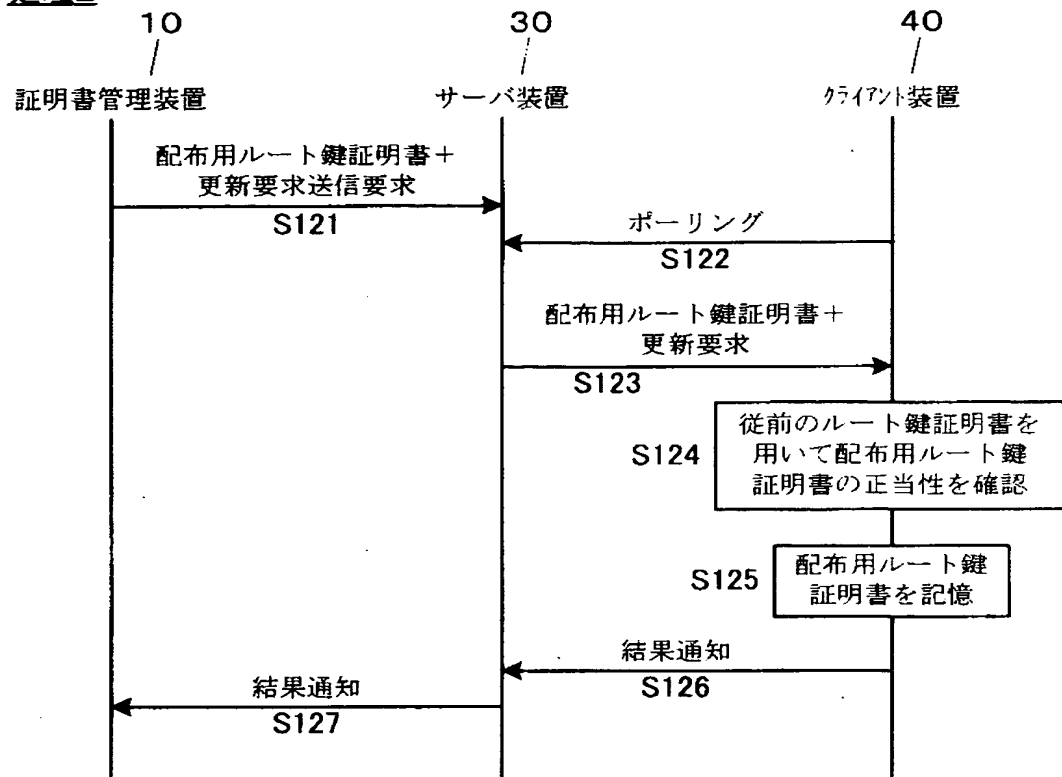 10
30
40
証明書管理装置
サーバ装置
クライアント装置
配布用ルート鍵証明書+
更新要求送信要求
S121
ポーリング
S122
配布用ルート鍵証明書+
更新要求
S123
従前のルート鍵証明書を
用いて配布用ルート鍵
証明書の正当性を確認
S124
配布用ルート鍵
証明書を記憶
S125
結果通知
S126
結果通知
S127